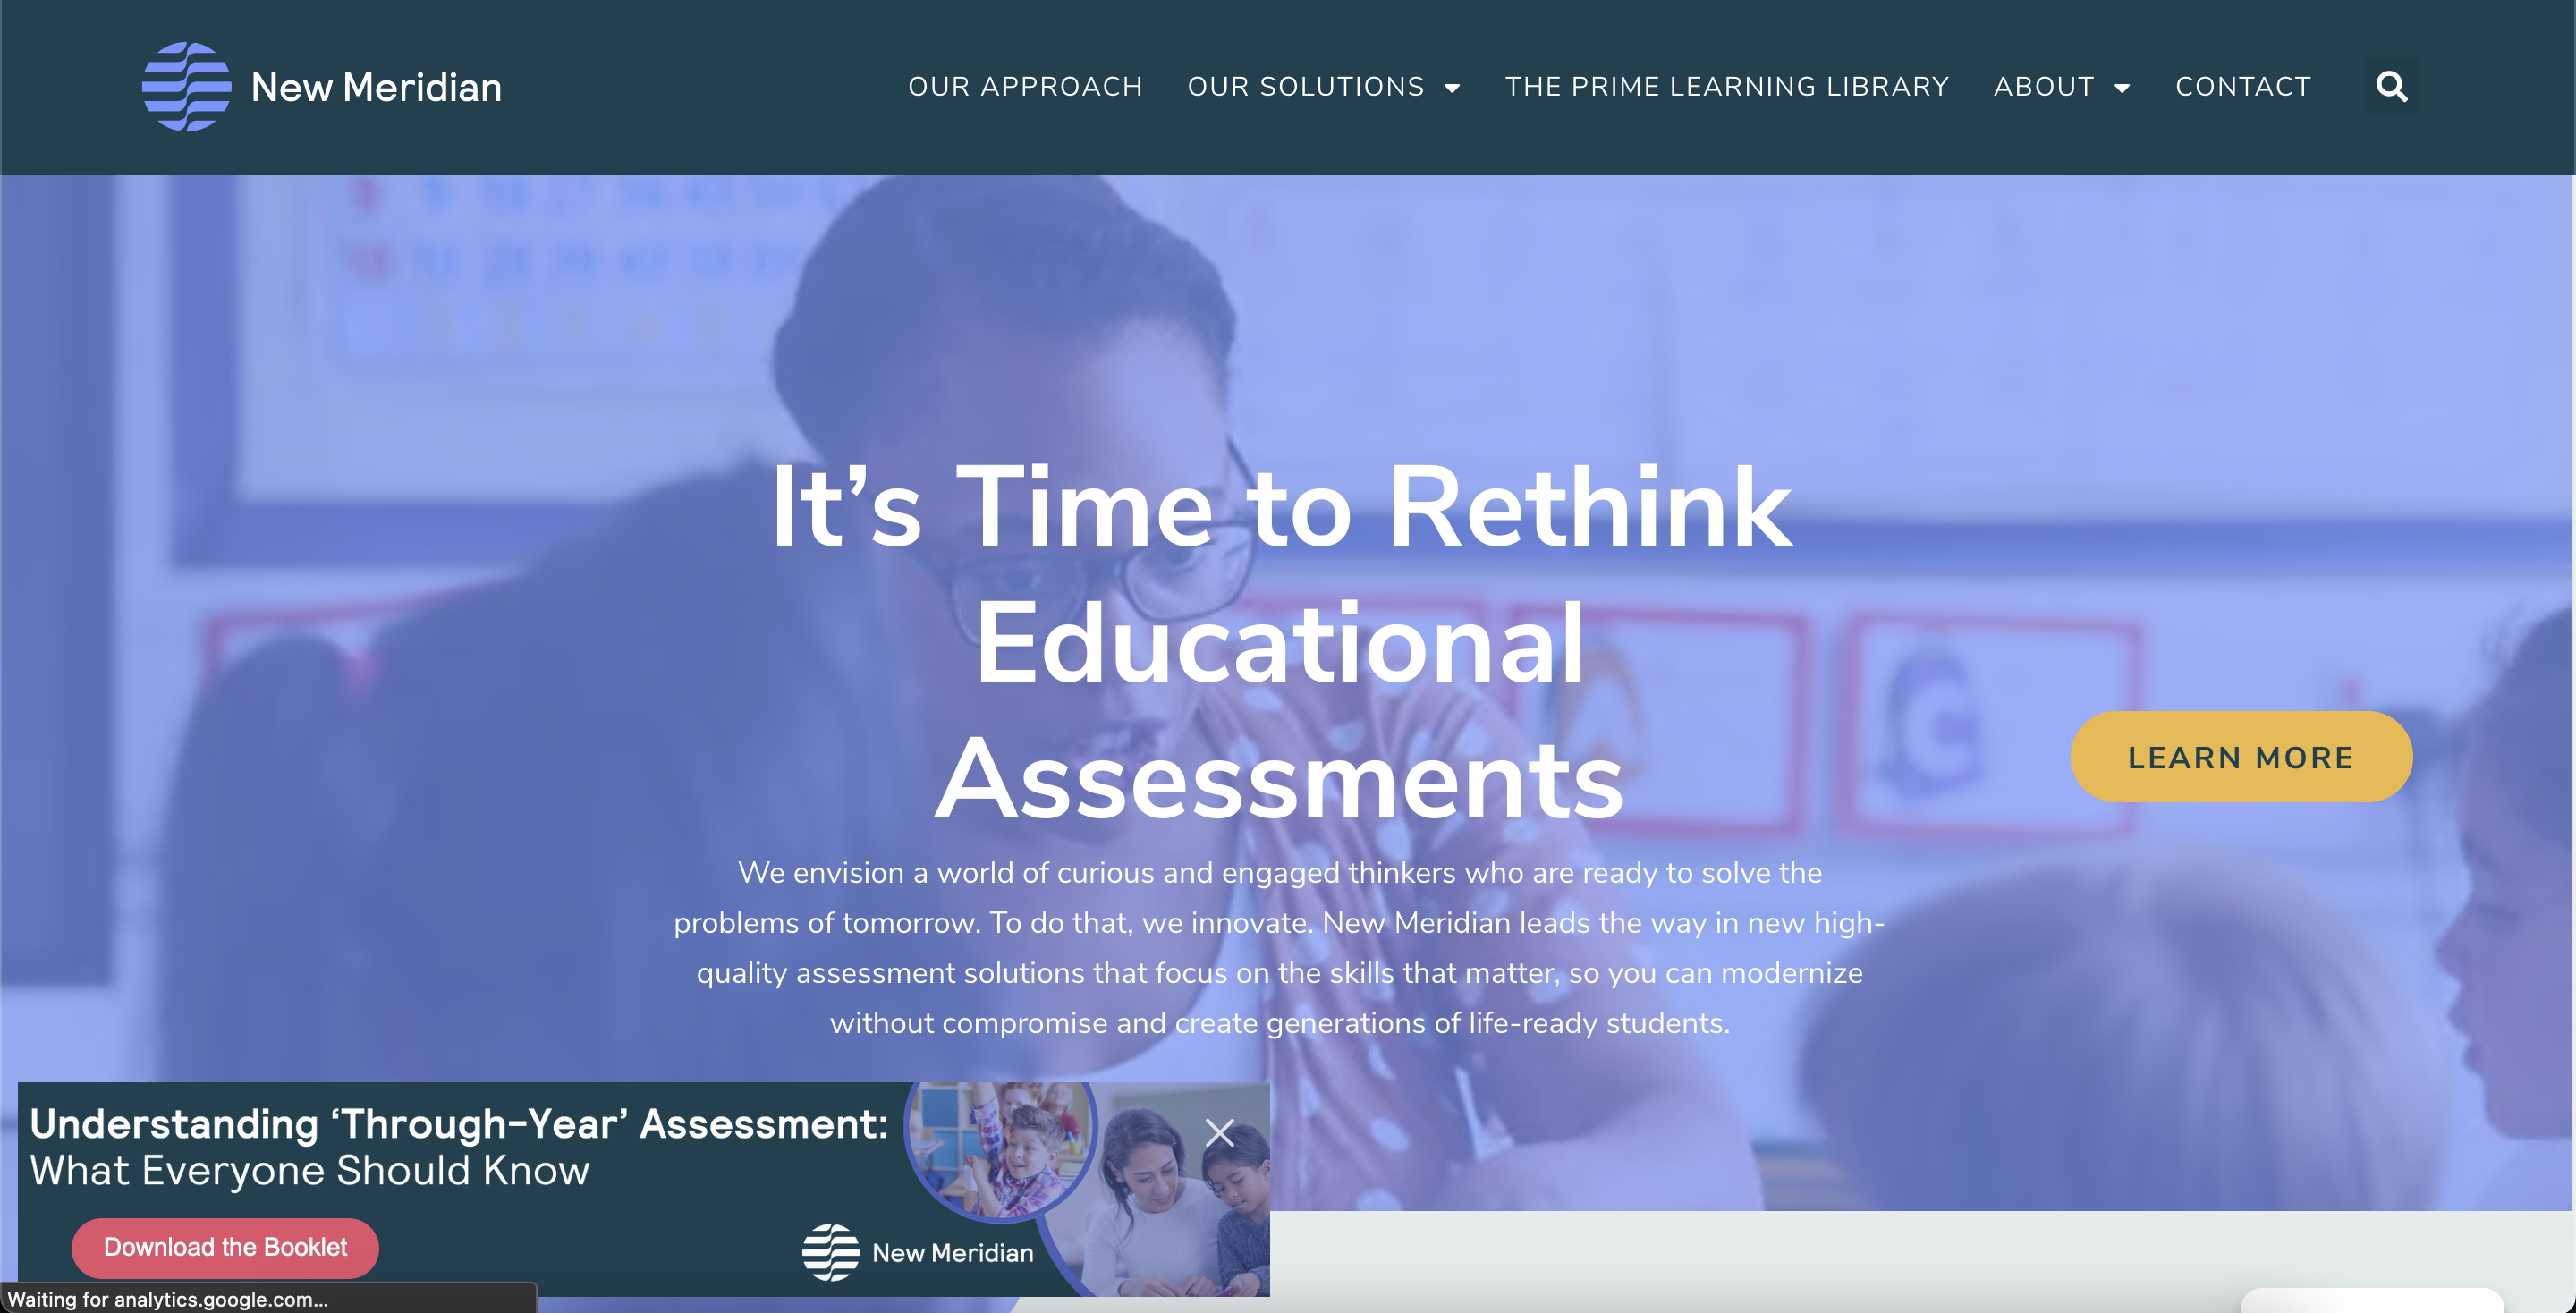 New Meridian
OUR APPROACH
OUR SOLUTIONS
THE PRIME LEARNING LIBRARY
ABOUT
CONTACT
It’s Time to Rethink
Educational
Assessments
LEARN MORE
We envision a world of curious and engaged thinkers who are ready to solve the
problems of tomorrow. To do that, we innovate. New Meridian leads the way in new high-
quality assessment solutions that focus on the skills that matter, so you can modernize
without compromise and create generations of life-ready students.
Understanding ‘Through-Year’ Assessment:
What Everyone Should Know
Download the Booklet
New Meridian
Waiting for analytics.google.com...